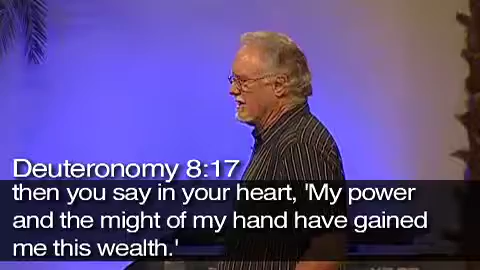 Deuteronomy 8:17
then you say in your heart, 'My power
and the might of my hand have gained
me this wealth.'